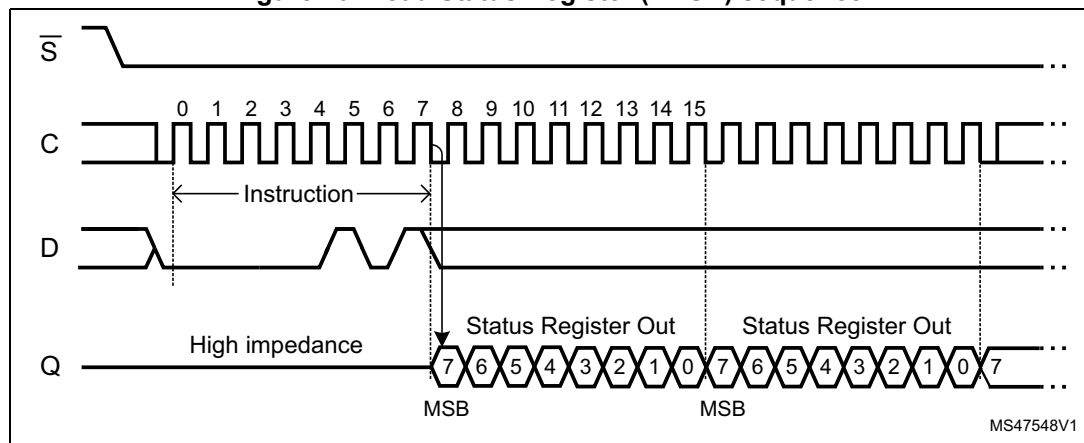 S
0 1 2 3 4 5 6 7 8 9 10 11 12 13 14 15
C
Instruction
D
Status Register Out Status Register Out
High impedance
Q
7 6 5 4 3 2 1 0 7 6 5 4 3 2 1 0 7
MSB MSB
MS47548V1